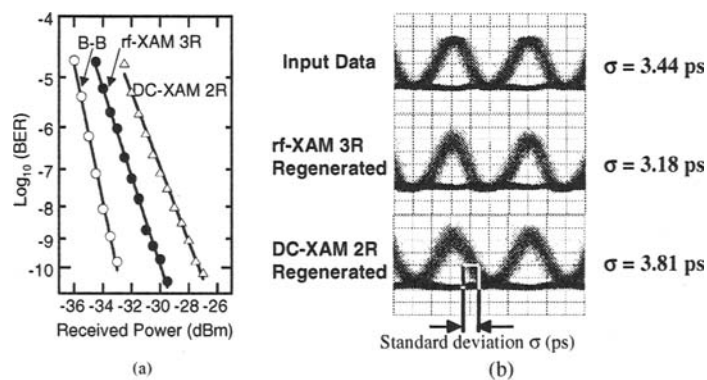 -4
-5
-6
-7
-8
-9
-10
Log10 (BER)
B-B
rf-XAM 3R
DC-XAM 2R
-36 -34 -32 -30 -28 -26
Received Power (dBm)
(a)
Input Data
σ = 3.44 ps
rf-XAM 3R
Regenerated
σ = 3.18 ps
DC-XAM 2R
Regenerated
σ = 3.81 ps
Standard deviation σ (ps)
(b)